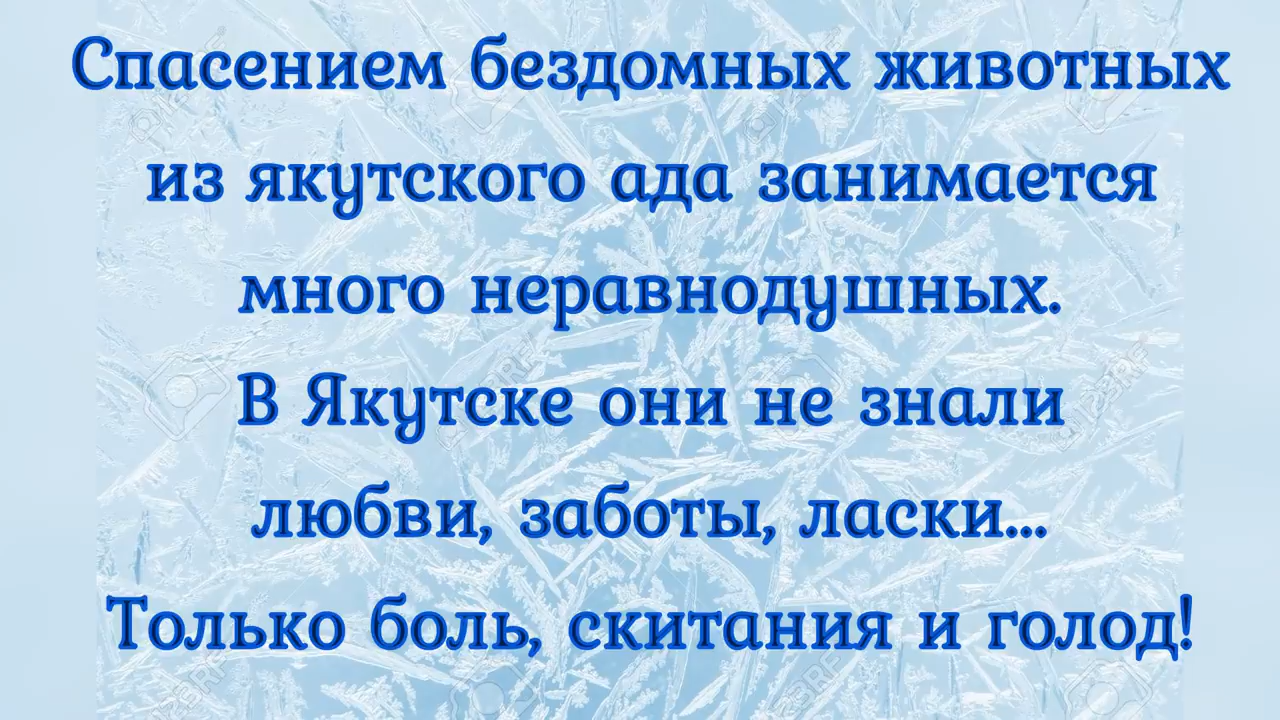 Спасением бездомных животных
из якутского ада занимается
много неравнодушных.
В Якутске они не знали
любви, заботы, ласки...
Только боль, скитания и голод!